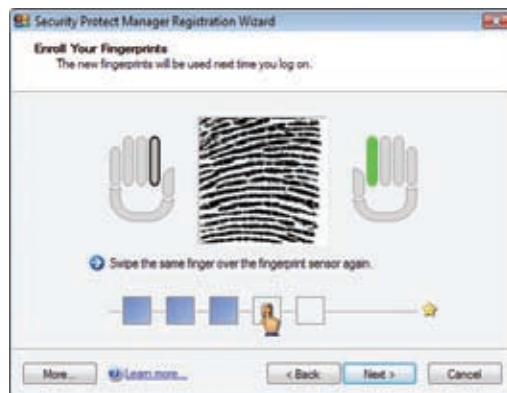 Security Protect Manager Registration Wizard
Enroll Your Fingerprints
The new fingerprints will be used next time you log on.
Swipe the same finger over the fingerprint sensor again.
More... Learn more... < Back Next > Cancel